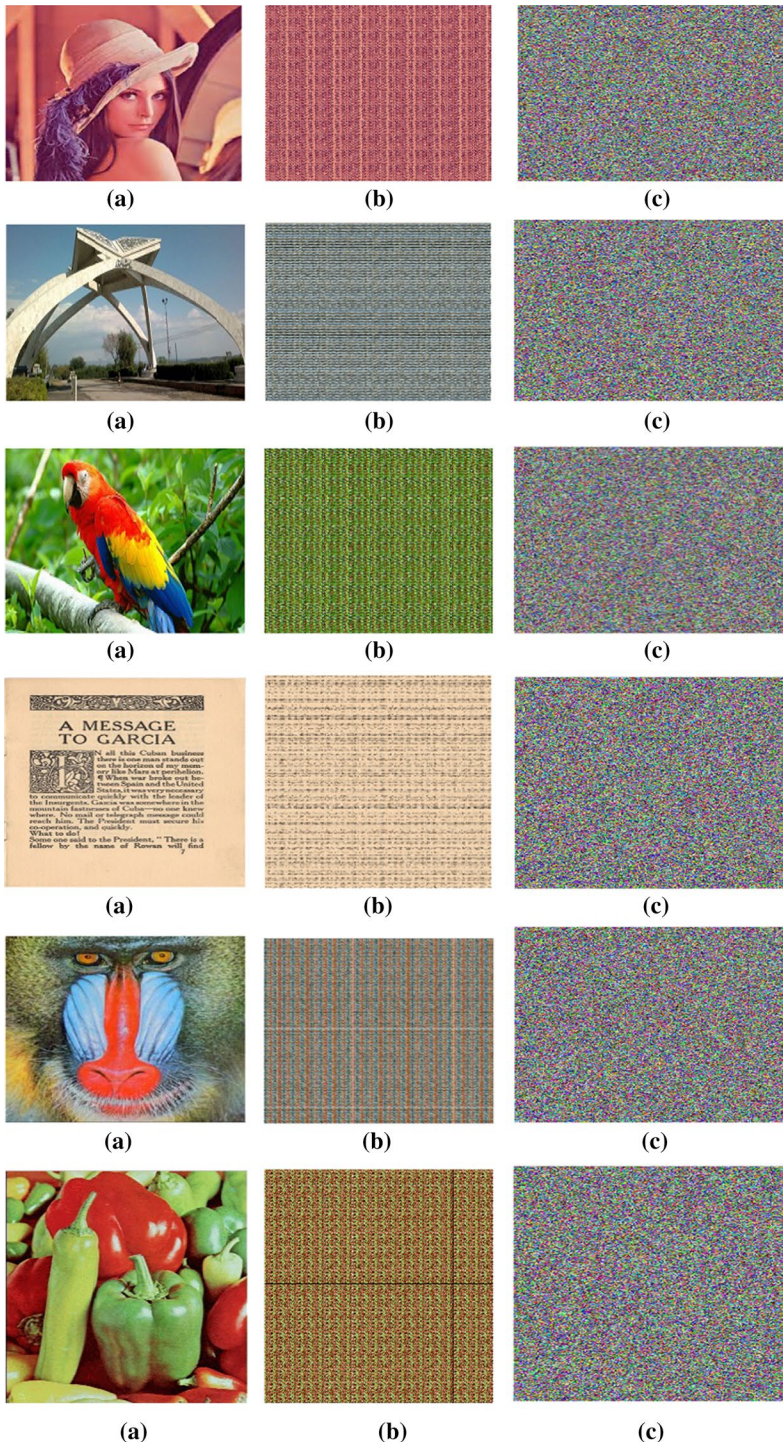 (a) (b) (c)
(a) (b) (c)
(a) (b) (c)
A MESSAGE
TO GARCIA
N all this Cuban business
there is one man stands out
on the horizon of my mem-
ory like Mars at perihelion.
¶ When war broke out be-
tween Spain and the United
States, it was very necessary
to communicate quickly with the leader of
the Insurgents. Garcia was somewhere in the
mountain fastnesses of Cuba—no one knew
where. No mail or telegraph message could
reach him. The President must secure his
co-operation, and quickly.
What to do!
Some one said to the President, "There is a
fellow by the name of Rowan will find
7
(a) (b) (c)
(a) (b) (c)
(a) (b) (c)